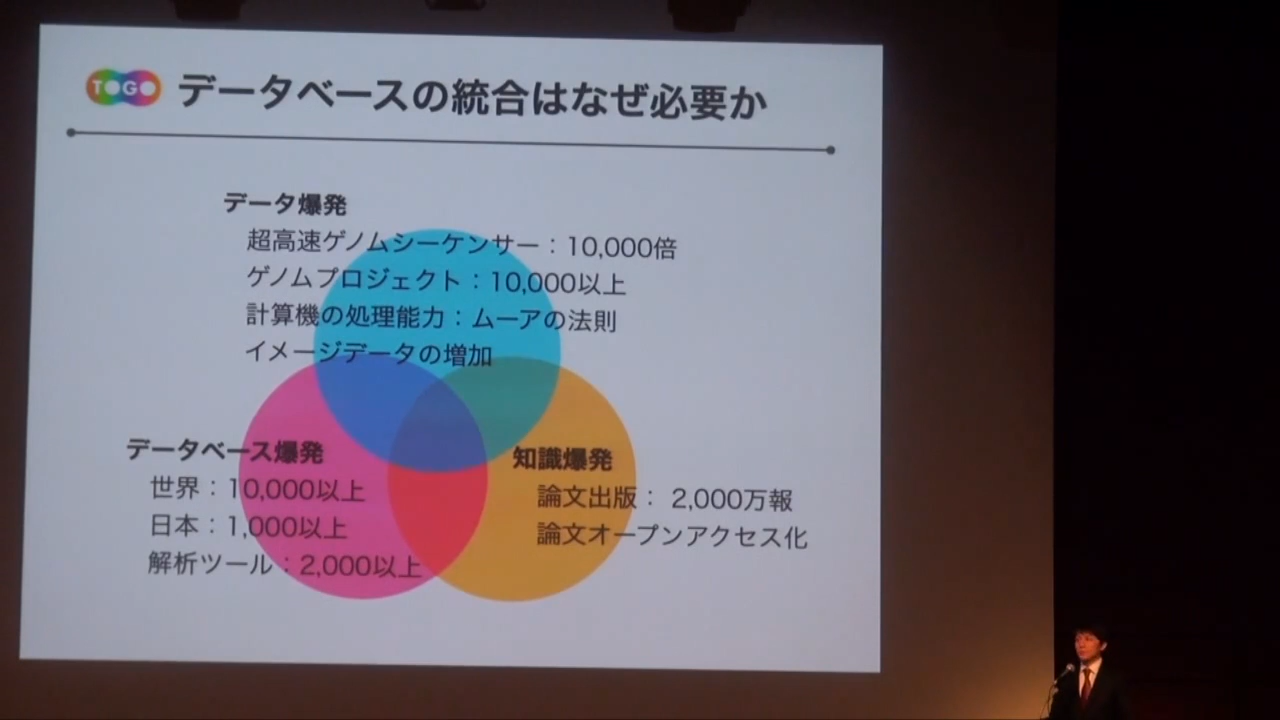 TOGO データベースの統合はなぜ必要か
データ爆発
超高速ゲノムシーケンサー：10,000倍
ゲノムプロジェクト：10,000以上
計算機の処理能力：ムーアの法則
イメージデータの増加
データベース爆発
世界：10,000以上
日本：1,000以上
解析ツール：2,000以上
知識爆発
論文出版： 2,000万報
論文オープンアクセス化